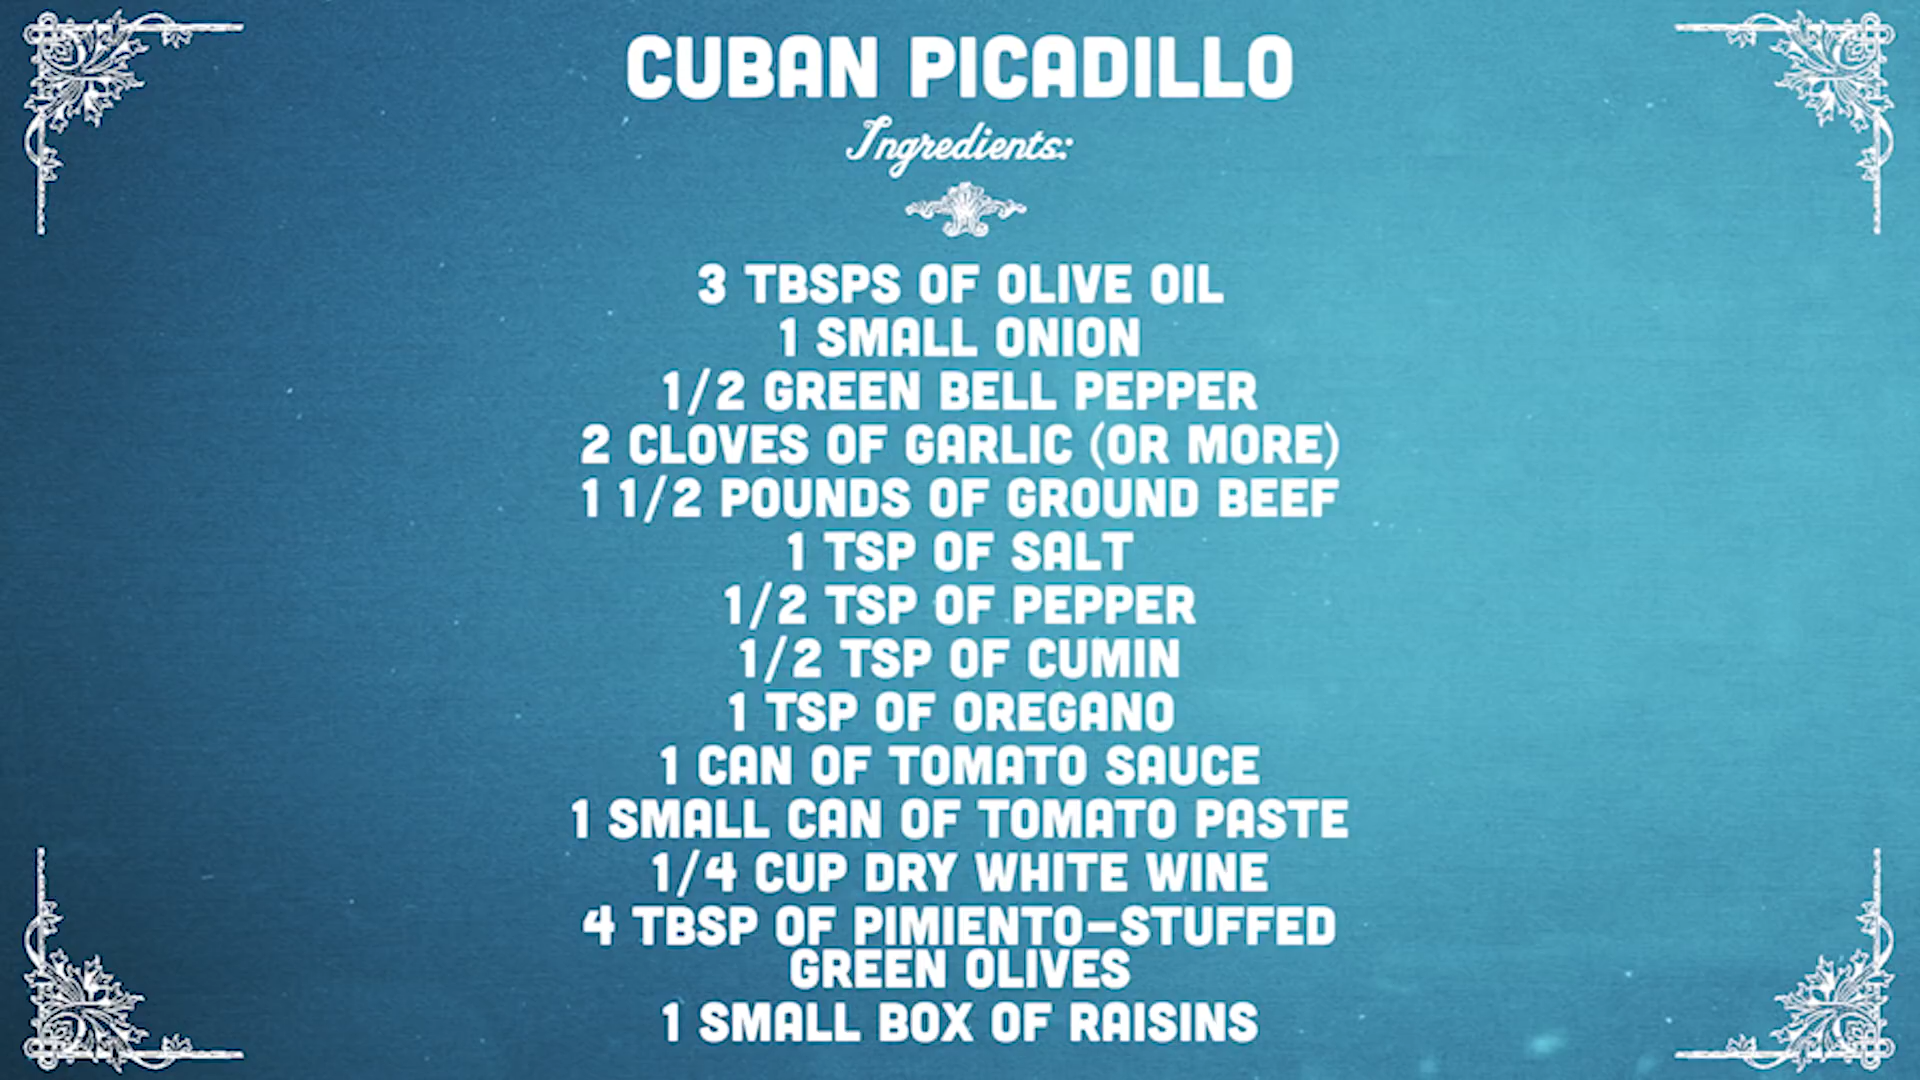 CUBAN PICADILLO
Ingredients:
3 TBSPS OF OLIVE OIL
1 SMALL ONION
1/2 GREEN BELL PEPPER
2 CLOVES OF GARLIC (OR MORE)
1 1/2 POUNDS OF GROUND BEEF
1 TSP OF SALT
1/2 TSP OF PEPPER
1/2 TSP OF CUMIN
1 TSP OF OREGANO
1 CAN OF TOMATO SAUCE
1 SMALL CAN OF TOMATO PASTE
1/4 CUP DRY WHITE WINE
4 TBSP OF PIMIENTO-STUFFED
GREEN OLIVES
1 SMALL BOX OF RAISINS